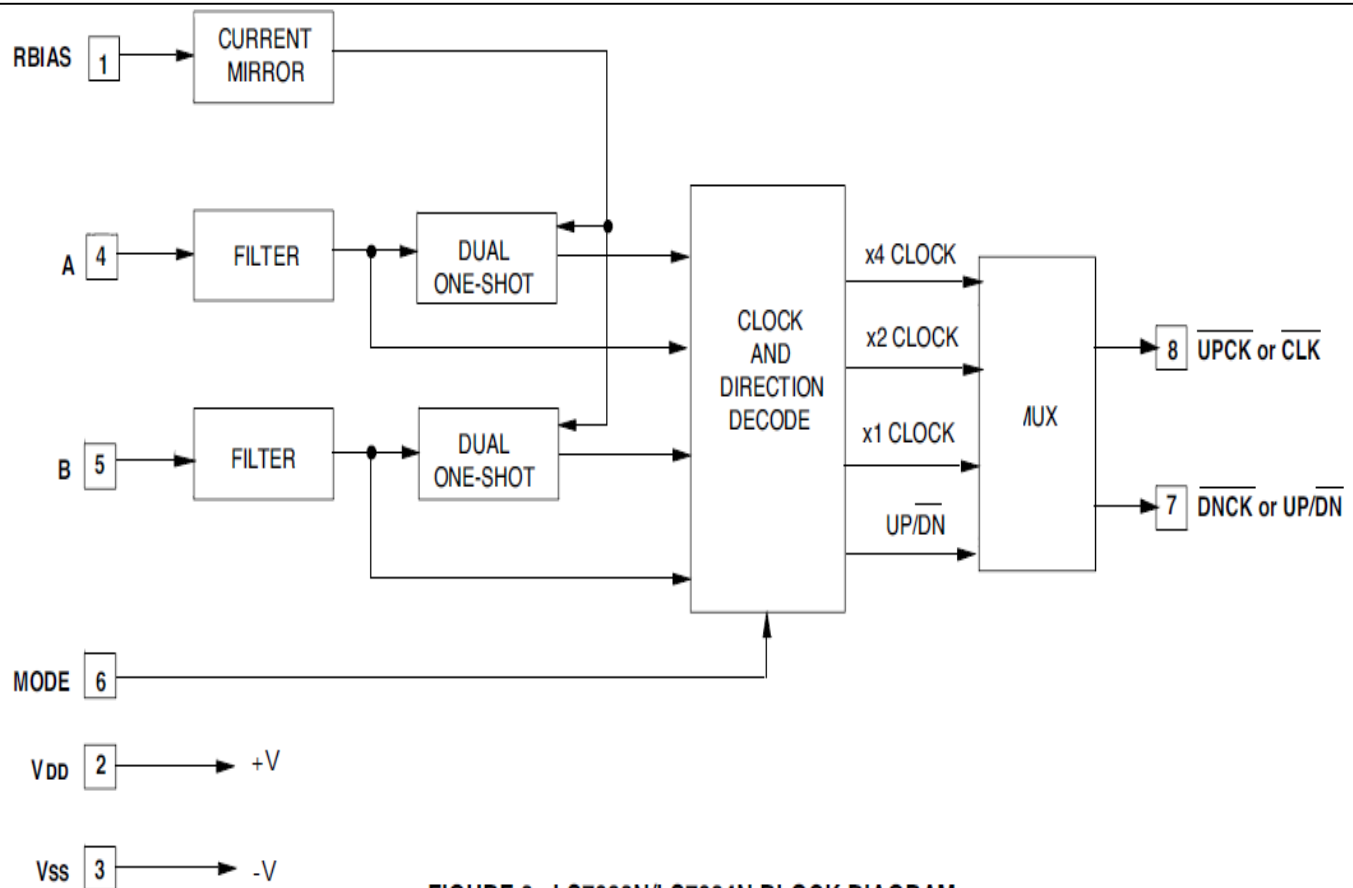 RBIAS 1
CURRENT
MIRROR
A 4
FILTER
DUAL
ONE-SHOT
B 5
FILTER
DUAL
ONE-SHOT
CLOCK
AND
DIRECTION
DECODE
x4 CLOCK
x2 CLOCK
x1 CLOCK
UP/DN
8 UPCK or CLK
7 DNCK or UP/DN
MODE 6
VDD 2 +V
VSS 3 -V
BLOCK DIAGRAM